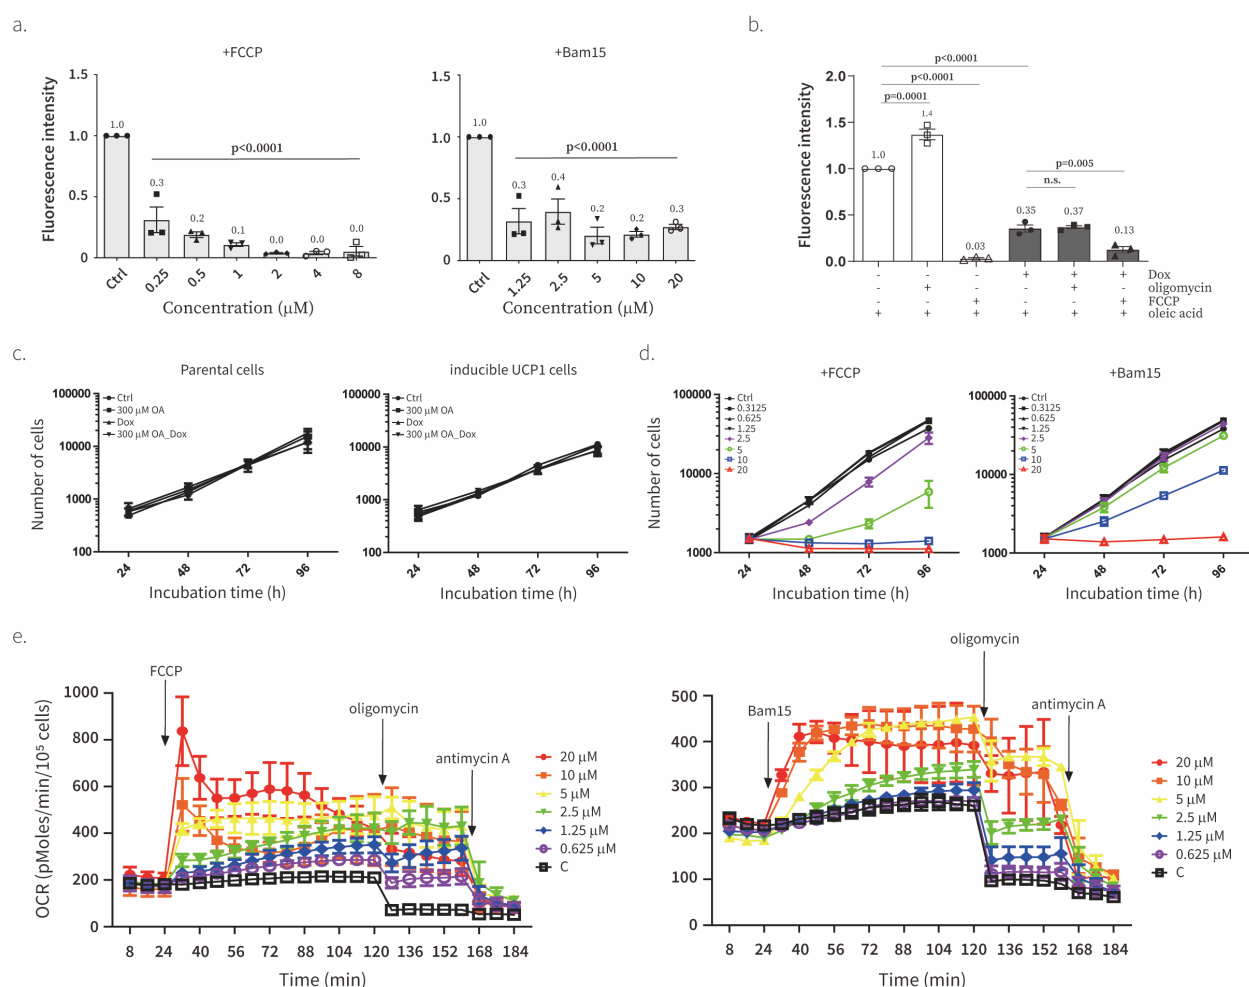 a.
+FCCP
Fluorescence intensity
1.5
1.0
0.5
0
1.0
0.3
0.2
0.1
0.0
0.0
0.0
p<0.0001
Ctrl
0.25
0.5
1
2
4
8
Concentration (μM)
+Bam15
1.5
1.0
0.5
0
1.0
0.3
0.4
0.2
0.2
0.3
p<0.0001
Ctrl
1.25
2.5
5
10
20
Concentration (μM)
b.
Fluorescence intensity
2.0
1.5
1.0
0.5
0.0
p<0.0001
p<0.0001
p=0.0001
1.4
1.0
0.03
p=0.005
n.s.
0.35
0.37
0.13
- - - + + + Dox
- + - - + - oligomycin
- - + - - + FCCP
+ + + + + + oleic acid
c.
Parental cells
Number of cells
100000
10000
1000
100
Ctrl
300 μM OA
Dox
300 μM OA_Dox
24
48
72
96
Incubation time (h)
inducible UCP1 cells
100000
10000
1000
100
Ctrl
300 μM OA
Dox
300 μM OA_Dox
24
48
72
96
Incubation time (h)
d.
+FCCP
Number of cells
100000
10000
1000
Ctrl
0.3125
0.625
1.25
2.5
5
10
20
24
48
72
96
Incubation time (h)
+Bam15
100000
10000
1000
Ctrl
0.3125
0.625
1.25
2.5
5
10
20
24
48
72
96
Incubation time (h)
e.
OCR (pMoles/min/10⁵ cells)
1000
800
600
400
200
0
FCCP
oligomycin
antimycin A
20 μM
10 μM
5 μM
2.5 μM
1.25 μM
0.625 μM
C
8 24 40 56 72 88 104 120 136 152 168 184
Time (min)
500
400
300
200
100
0
Bam15
oligomycin
antimycin A
20 μM
10 μM
5 μM
2.5 μM
1.25 μM
0.625 μM
C
8 24 40 56 72 88 104 120 136 152 168 184
Time (min)